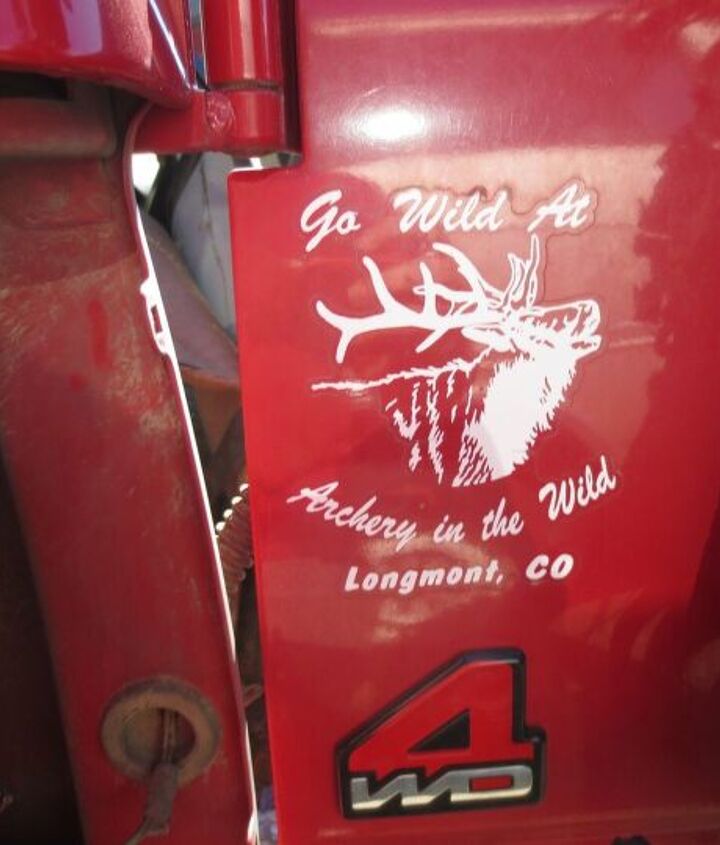 Go Wild At
Archery in the Wild
Longmont, CO
4
WD